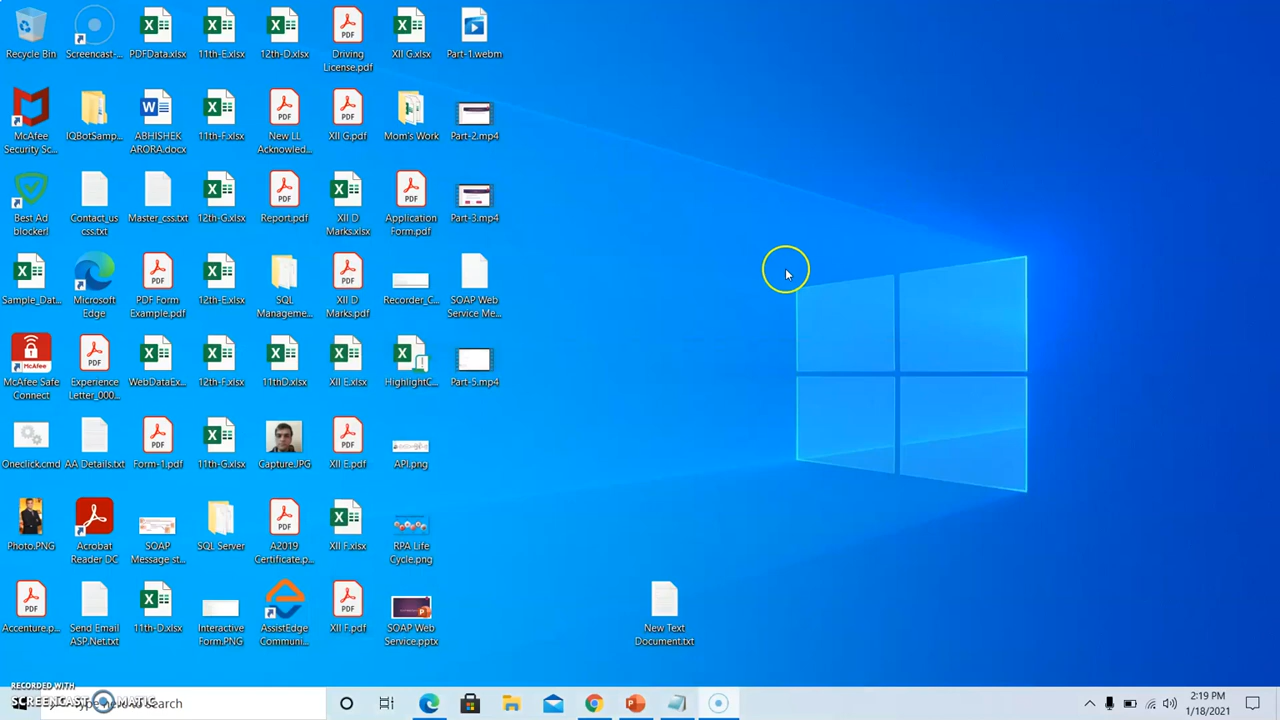 Recycle Bin
Screencast-...
PDFData.xlsx
11th-E.xlsx
12th-D.xlsx
Driving
License.pdf
XII G.xlsx
Part-1.webm
McAfee
Security Sc...
IQBotSamp...
ABHISHEK
ARORA.docx
11th-F.xlsx
New LL
Acknowled...
XII G.pdf
Mom's Work
Part-2.mp4
Best Ad
blocker!
Contact_us
css.txt
Master_css.txt
12th-G.xlsx
Report.pdf
XII D
Marks.xlsx
Application
Form.pdf
Part-3.mp4
Sample_Dat...
Microsoft
Edge
PDF Form
Example.pdf
12th-E.xlsx
SQL
Manageme...
XII D
Marks.pdf
Recorder_C...
SOAP Web
Service Me...
McAfee Safe
Connect
Experience
Letter_000...
WebDataEx...
12th-F.xlsx
11thD.xlsx
XII E.xlsx
HighlightC...
Part-5.mp4
Oneclick.cmd
AA Details.txt
Form-1.pdf
11th-G.xlsx
Capture.JPG
XII E.pdf
API.png
Photo.PNG
Acrobat
Reader DC
SOAP
Message st...
SQL Server
A2019
Certificate.p...
XII F.xlsx
RPA Life
Cycle.png
Accenture.p...
Send Email
ASP.Net.txt
11th-D.xlsx
Interactive
Form.PNG
AssistEdge
Communi...
XII F.pdf
SOAP Web
Service.pptx
New Text
Document.txt
RECORDED WITH
SCREENCAST MATIC
Type here to search
2:19 PM
1/18/2021